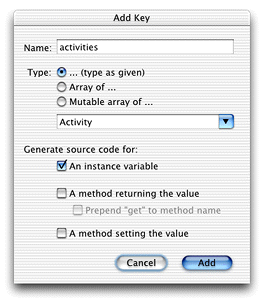 Add Key
Name: activities
Type: ... (type as given)
Array of ...
Mutable array of ...
Activity
Generate source code for:
An instance variable
A method returning the value
Prepend "get" to method name
A method setting the value
Cancel Add